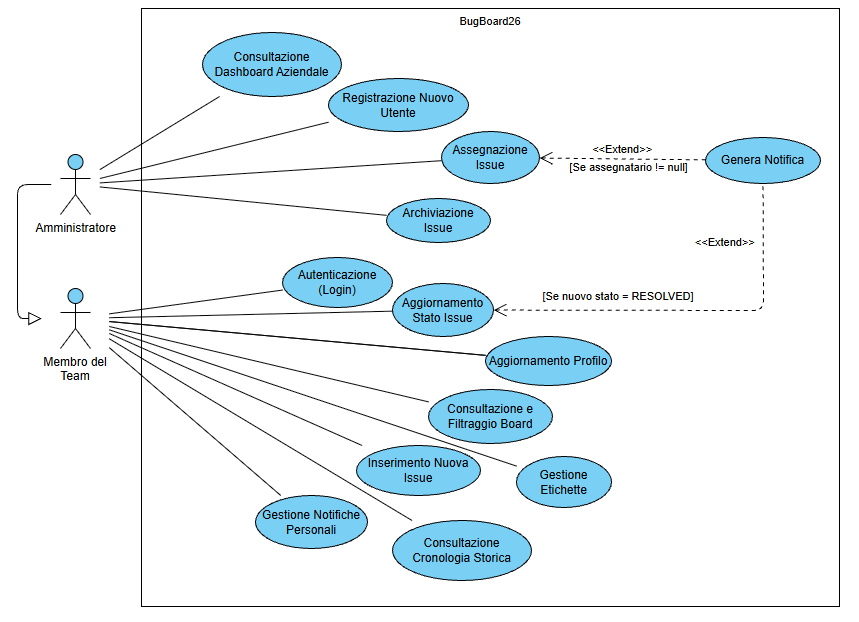 BugBoard26
Consultazione
Dashboard Aziendale
Registrazione Nuovo
Utente
Assegnazione
Issue
<<Extend>>
[Se assegnatario != null]
Genera Notifica
Amministratore
Archiviazione
Issue
<<Extend>>
Autenticazione
(Login)
Aggiornamento
Stato Issue
[Se nuovo stato = RESOLVED]
Membro del
Team
Aggiornamento Profilo
Consultazione e
Filtraggio Board
Inserimento Nuova
Issue
Gestione
Etichette
Gestione Notifiche
Personali
Consultazione
Cronologia Storica